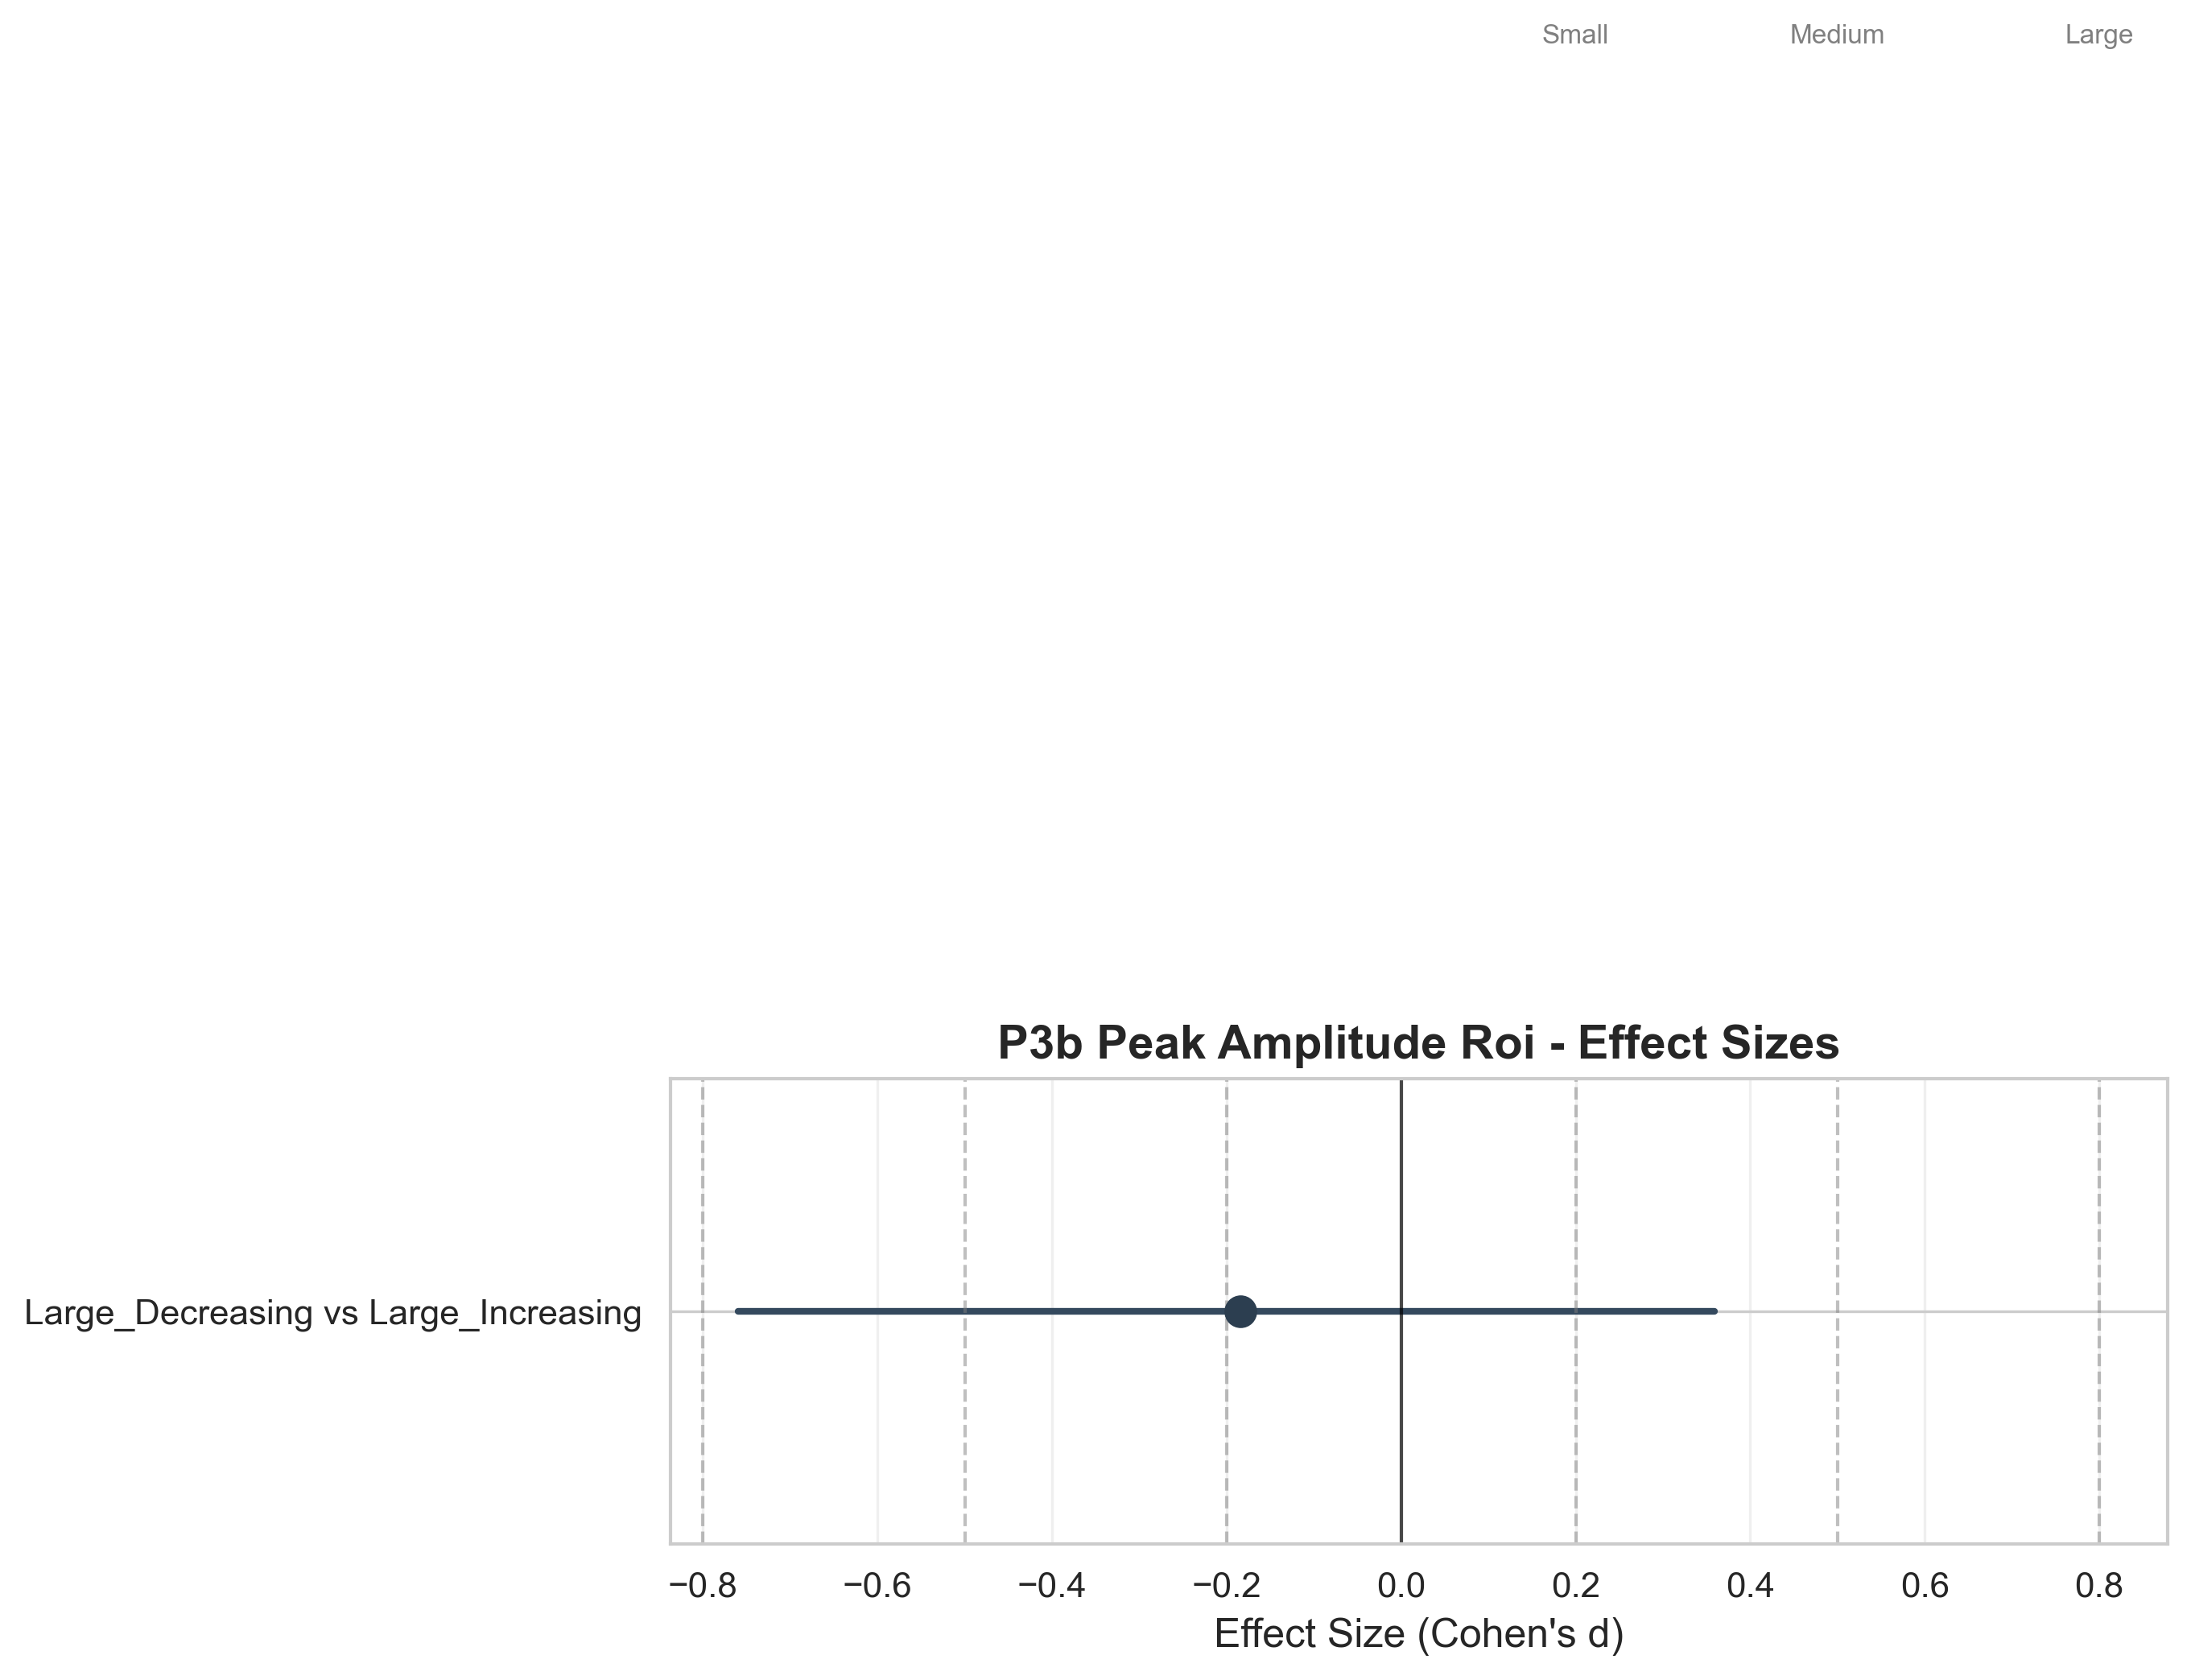 Small Medium Large
P3b Peak Amplitude Roi - Effect Sizes
Large_Decreasing vs Large_Increasing
−0.8 −0.6 −0.4 −0.2 0.0 0.2 0.4 0.6 0.8
Effect Size (Cohen's d)